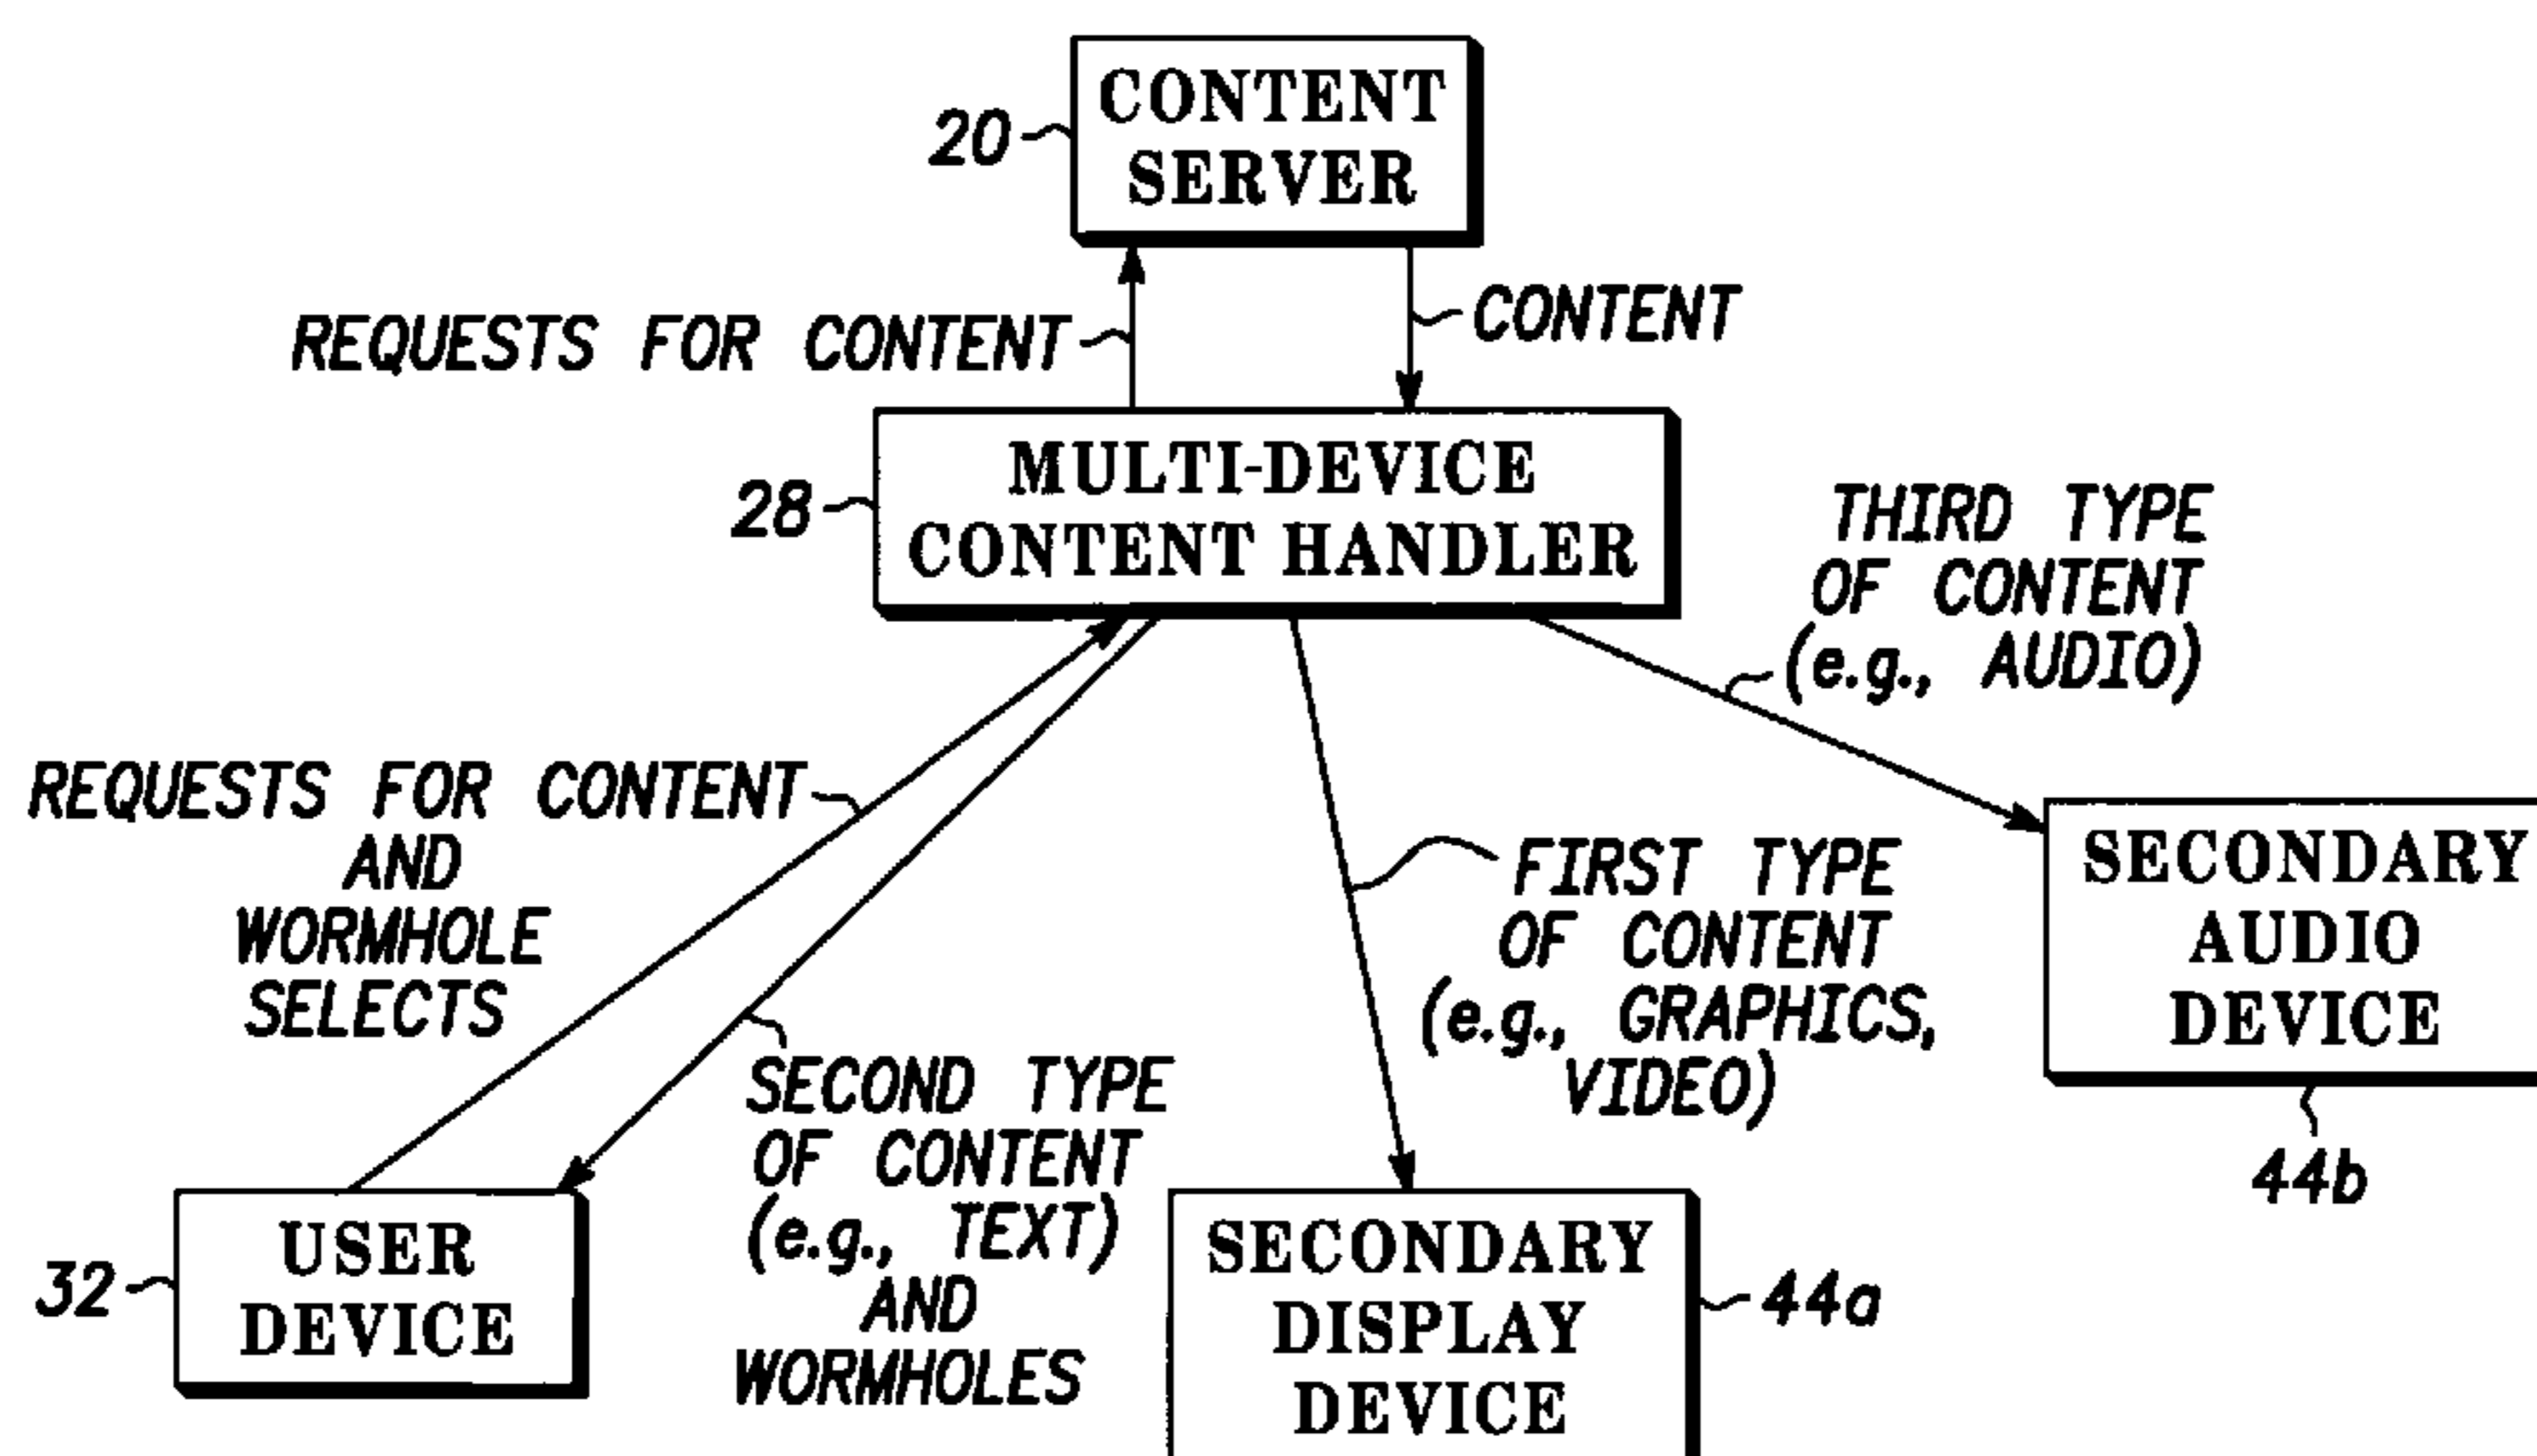 CONTENT
SERVER
20
REQUESTS FOR CONTENT
CONTENT
MULTI-DEVICE
CONTENT HANDLER
28
THIRD TYPE
OF CONTENT
(e.g., AUDIO)
REQUESTS FOR CONTENT
AND
WORMHOLE
SELECTS
FIRST TYPE
OF CONTENT
(e.g., GRAPHICS,
VIDEO)
SECONDARY
AUDIO
DEVICE
44b
SECOND TYPE
OF CONTENT
(e.g., TEXT)
AND
WORMHOLES
USER
DEVICE
32
SECONDARY
DISPLAY
DEVICE
44a